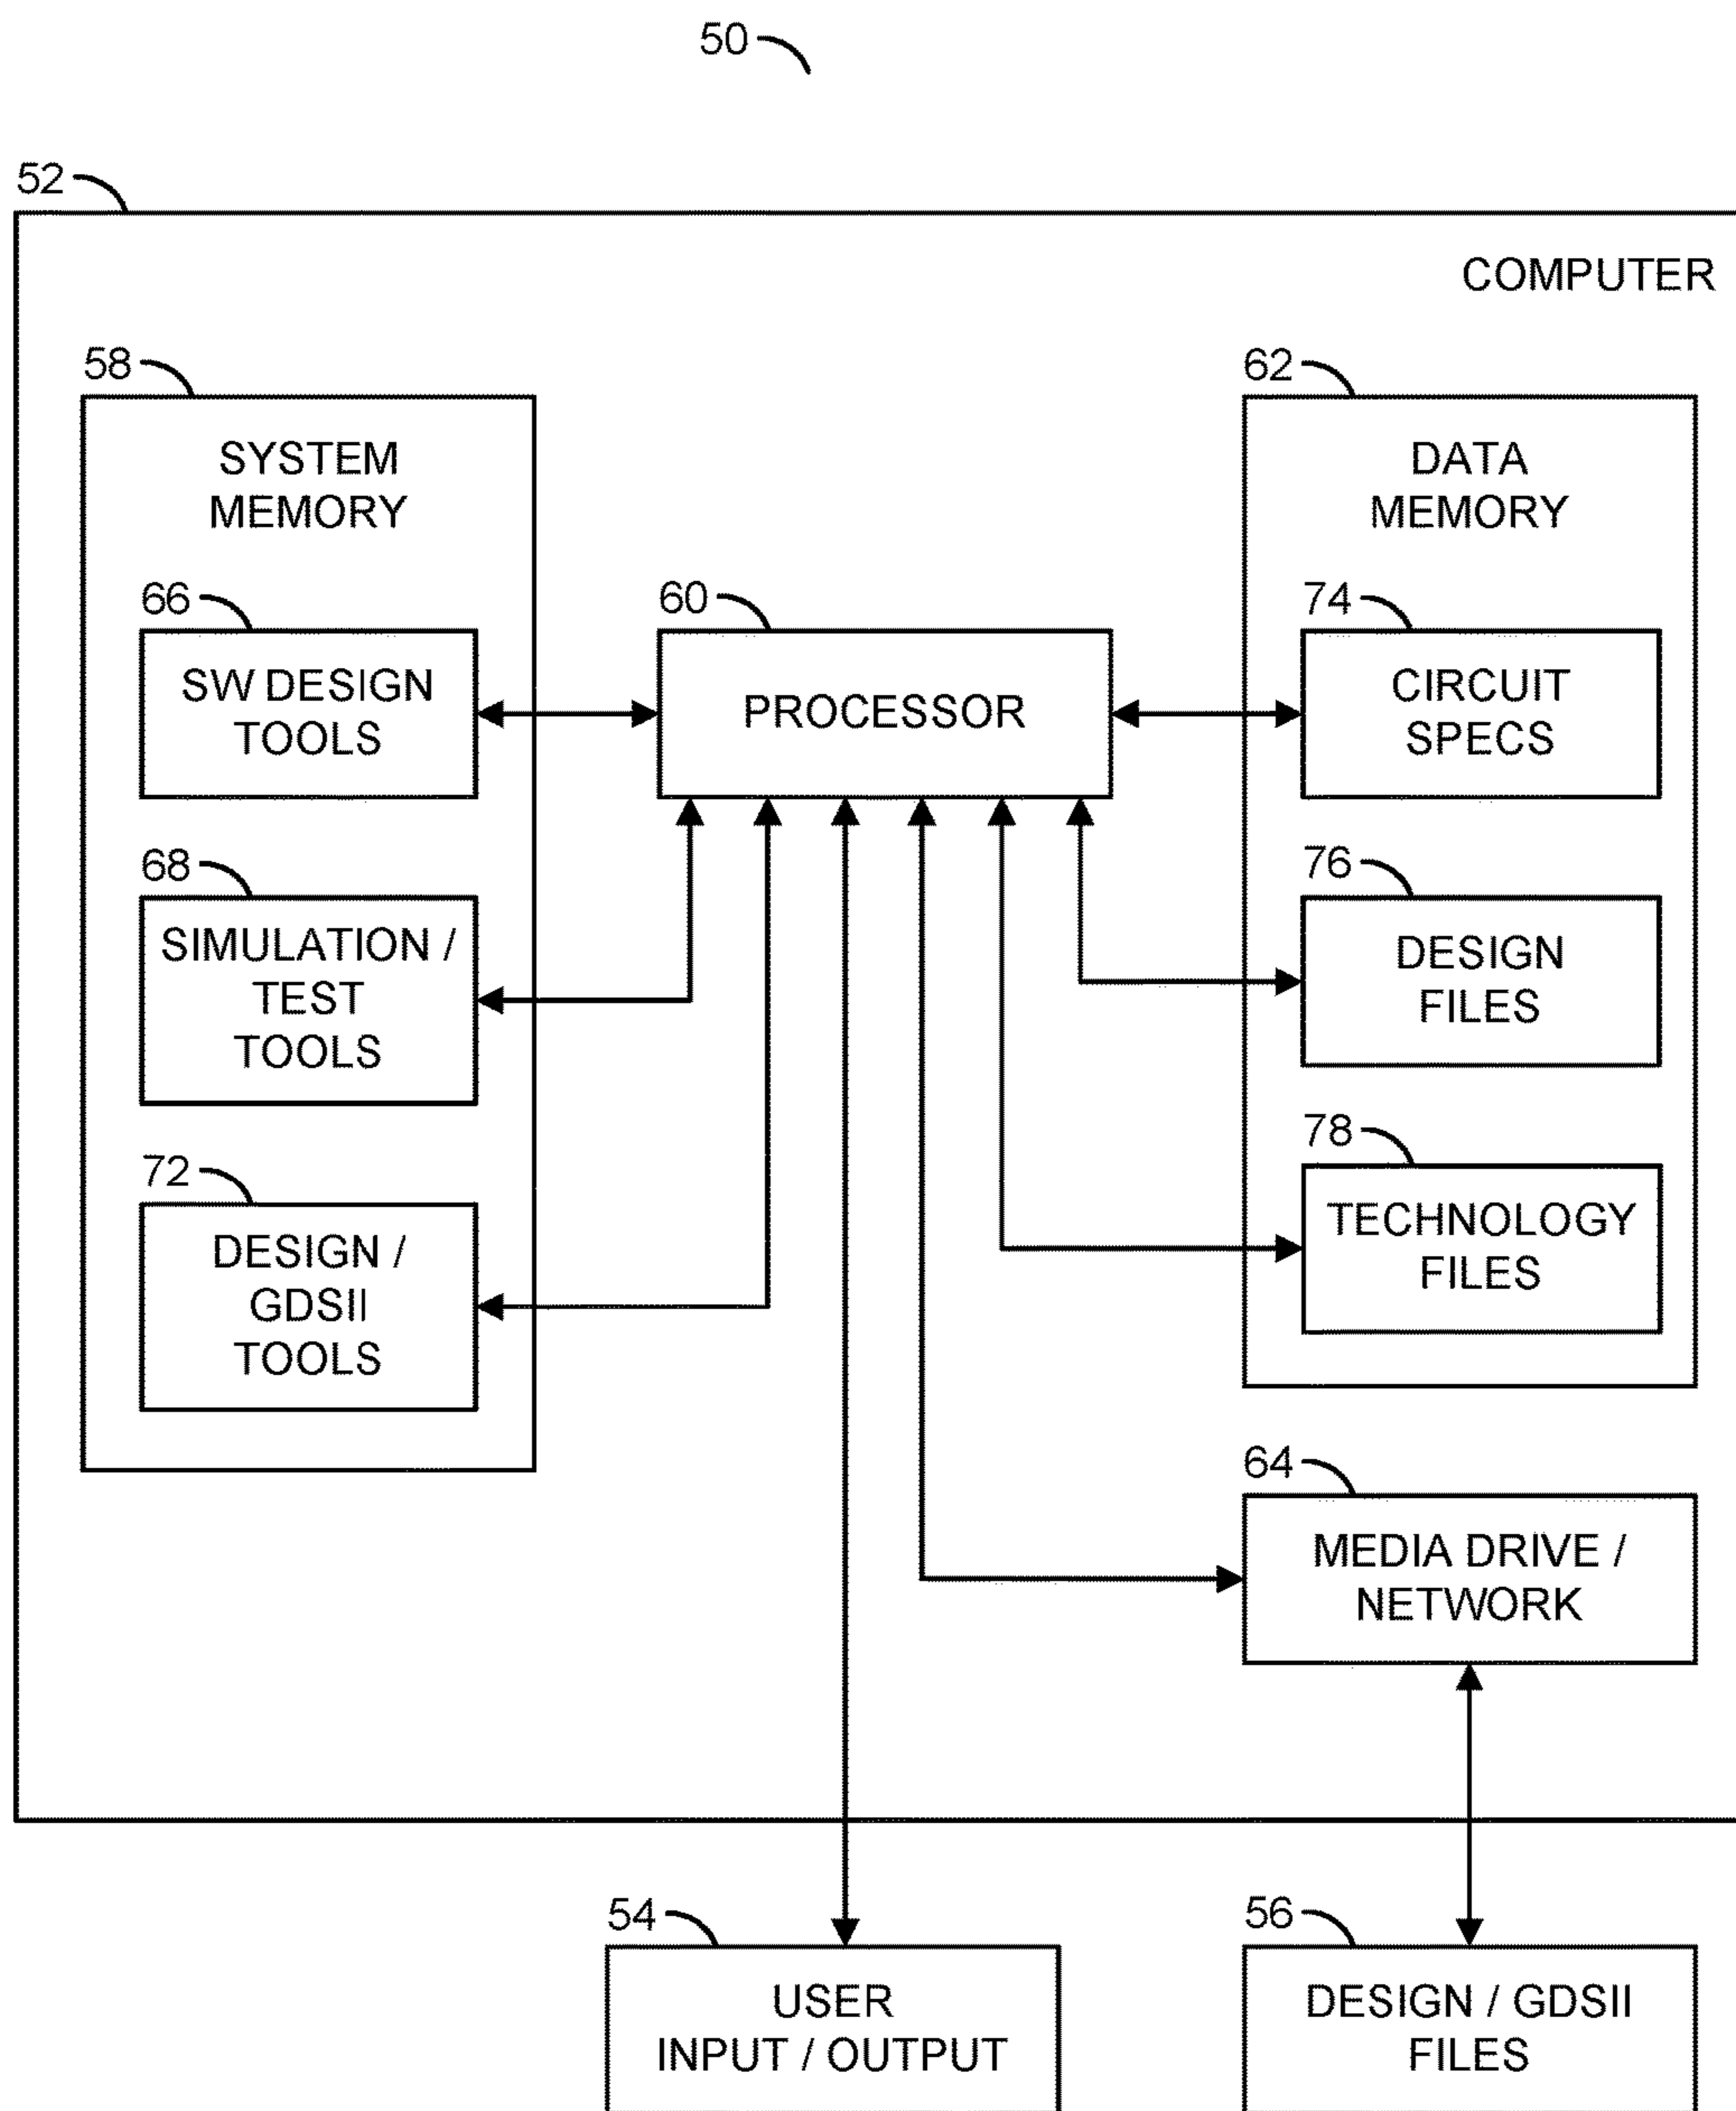 50
52
COMPUTER
58
SYSTEM
MEMORY
62
DATA
MEMORY
66
SW DESIGN
TOOLS
60
PROCESSOR
74
CIRCUIT
SPECS
68
SIMULATION /
TEST
TOOLS
76
DESIGN
FILES
72
DESIGN /
GDSII
TOOLS
78
TECHNOLOGY
FILES
64
MEDIA DRIVE /
NETWORK
54
USER
INPUT / OUTPUT
56
DESIGN / GDSII
FILES